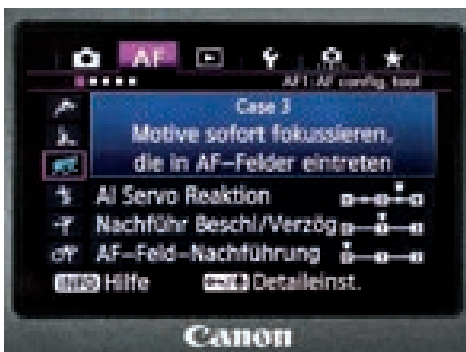 AF
AF1: AF config. tool
Case 3
Motive sofort fokussieren,
die in AF-Felder eintreten
AI Servo Reaktion
Nachführ Beschl/Verzög
AF-Feld-Nachführung
INFO Hilfe Detaileinst.
Canon